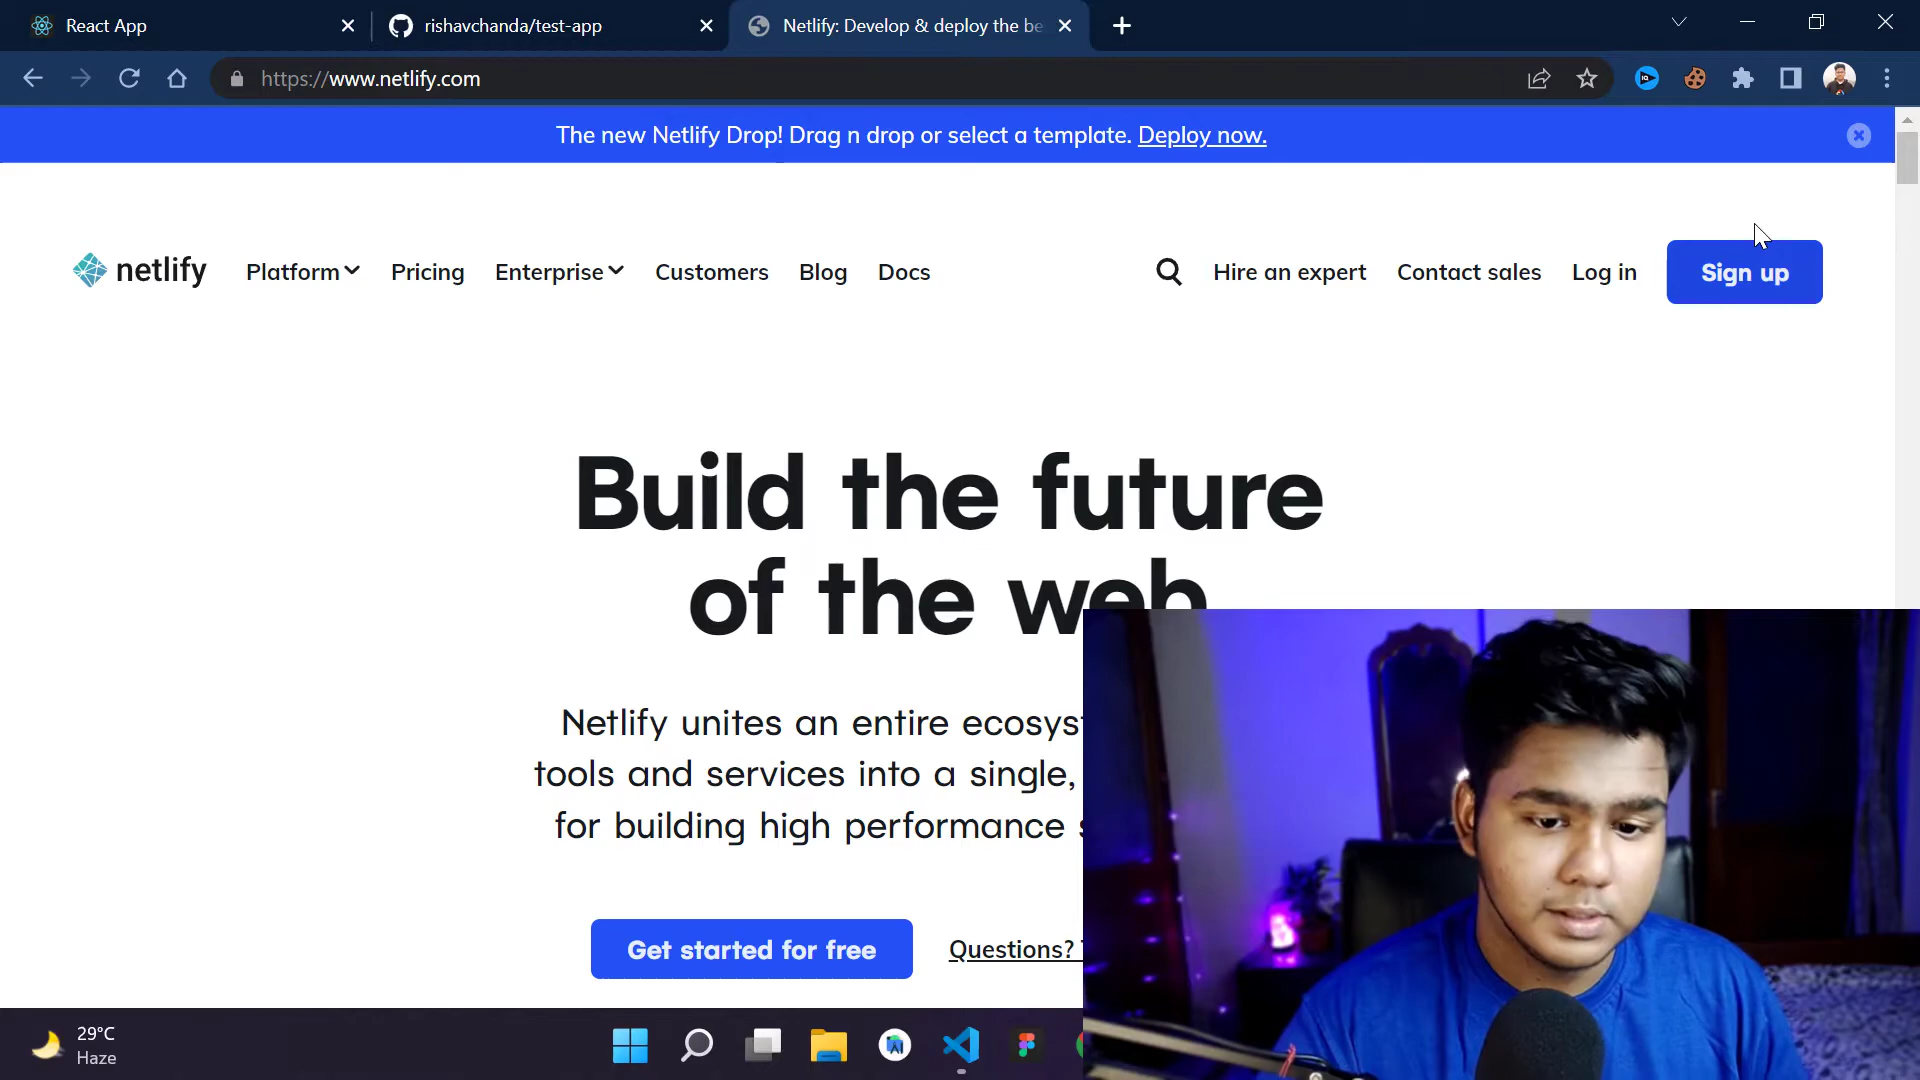 React App
rishavchanda/test-app
Netlify: Develop & deploy the be
https://www.netlify.com
The new Netlify Drop! Drag n drop or select a template. Deploy now.
netlify
Platform
Pricing
Enterprise
Customers
Blog
Docs
Hire an expert
Contact sales
Log in
Sign up
Build the future
of the web
Netlify unites an entire ecosyst
tools and services into a single,
for building high performance
Get started for free
Questions?
29°C
Haze